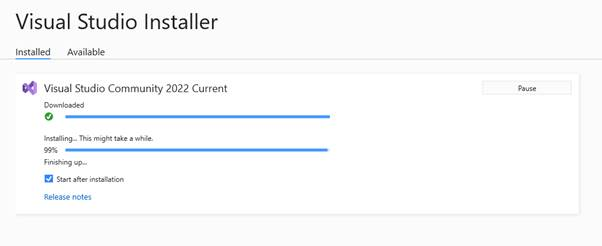 Visual Studio Installer
Installed Available
Visual Studio Community 2022 Current
Pause
Downloaded
Installing... This might take a while.
99%
Finishing up...
Start after installation
Release notes